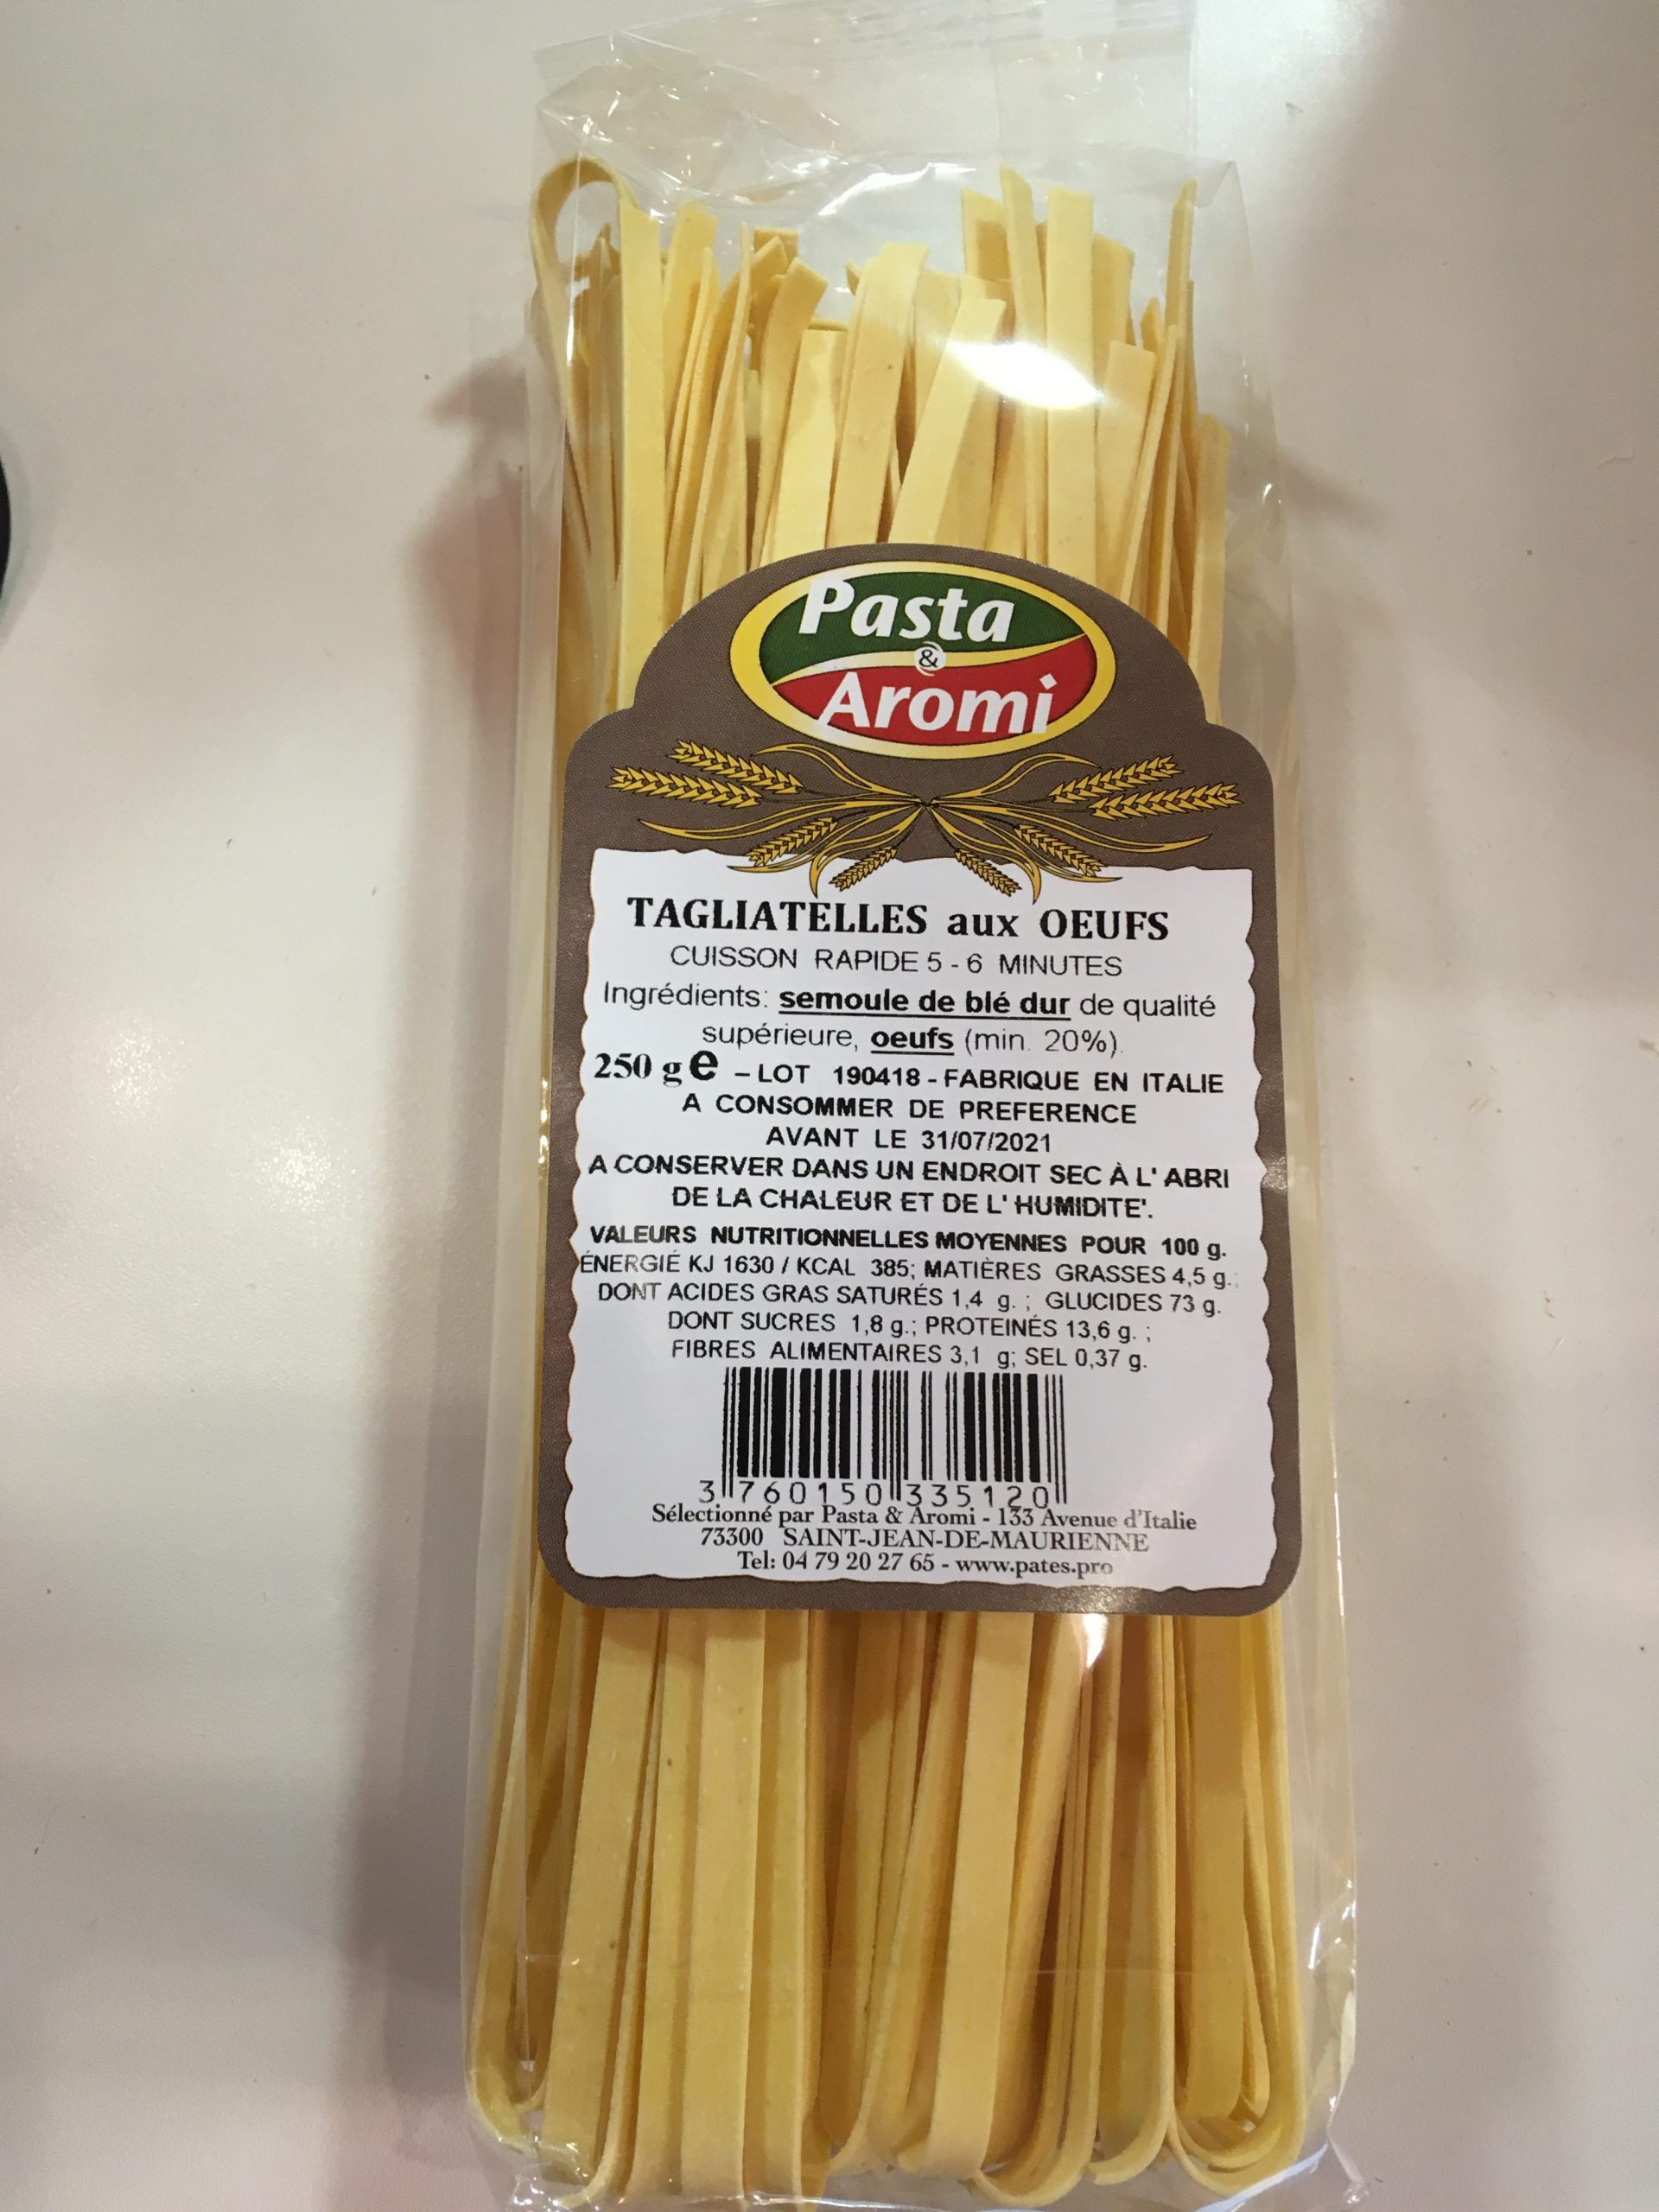 Pasta
&
Aromi
TAGLIATELLES aux OEUFS
CUISSON RAPIDE 5 - 6 MINUTES
Ingrédients: semoule de blé dur de qualité
supérieure, oeufs (min. 20%).
250 g e – LOT 190418 - FABRIQUE EN ITALIE
A CONSOMMER DE PREFERENCE
AVANT LE 31/07/2021
A CONSERVER DANS UN ENDROIT SEC À L' ABRI
DE LA CHALEUR ET DE L' HUMIDITE'.
VALEURS NUTRITIONNELLES MOYENNES POUR 100 g.
ÉNERGIÉ KJ 1630 / KCAL 385; MATIÈRES GRASSES 4,5 g.;
DONT ACIDES GRAS SATURÉS 1,4 g. ; GLUCIDES 73 g.
DONT SUCRES 1,8 g.; PROTEINÉS 13,6 g. ;
FIBRES ALIMENTAIRES 3,1 g; SEL 0,37 g.
3 760150 335120
Sélectionné par Pasta & Aromi - 133 Avenue d'Italie
73300 SAINT-JEAN-DE-MAURIENNE
Tel: 04 79 20 27 65 - www.pates.pro